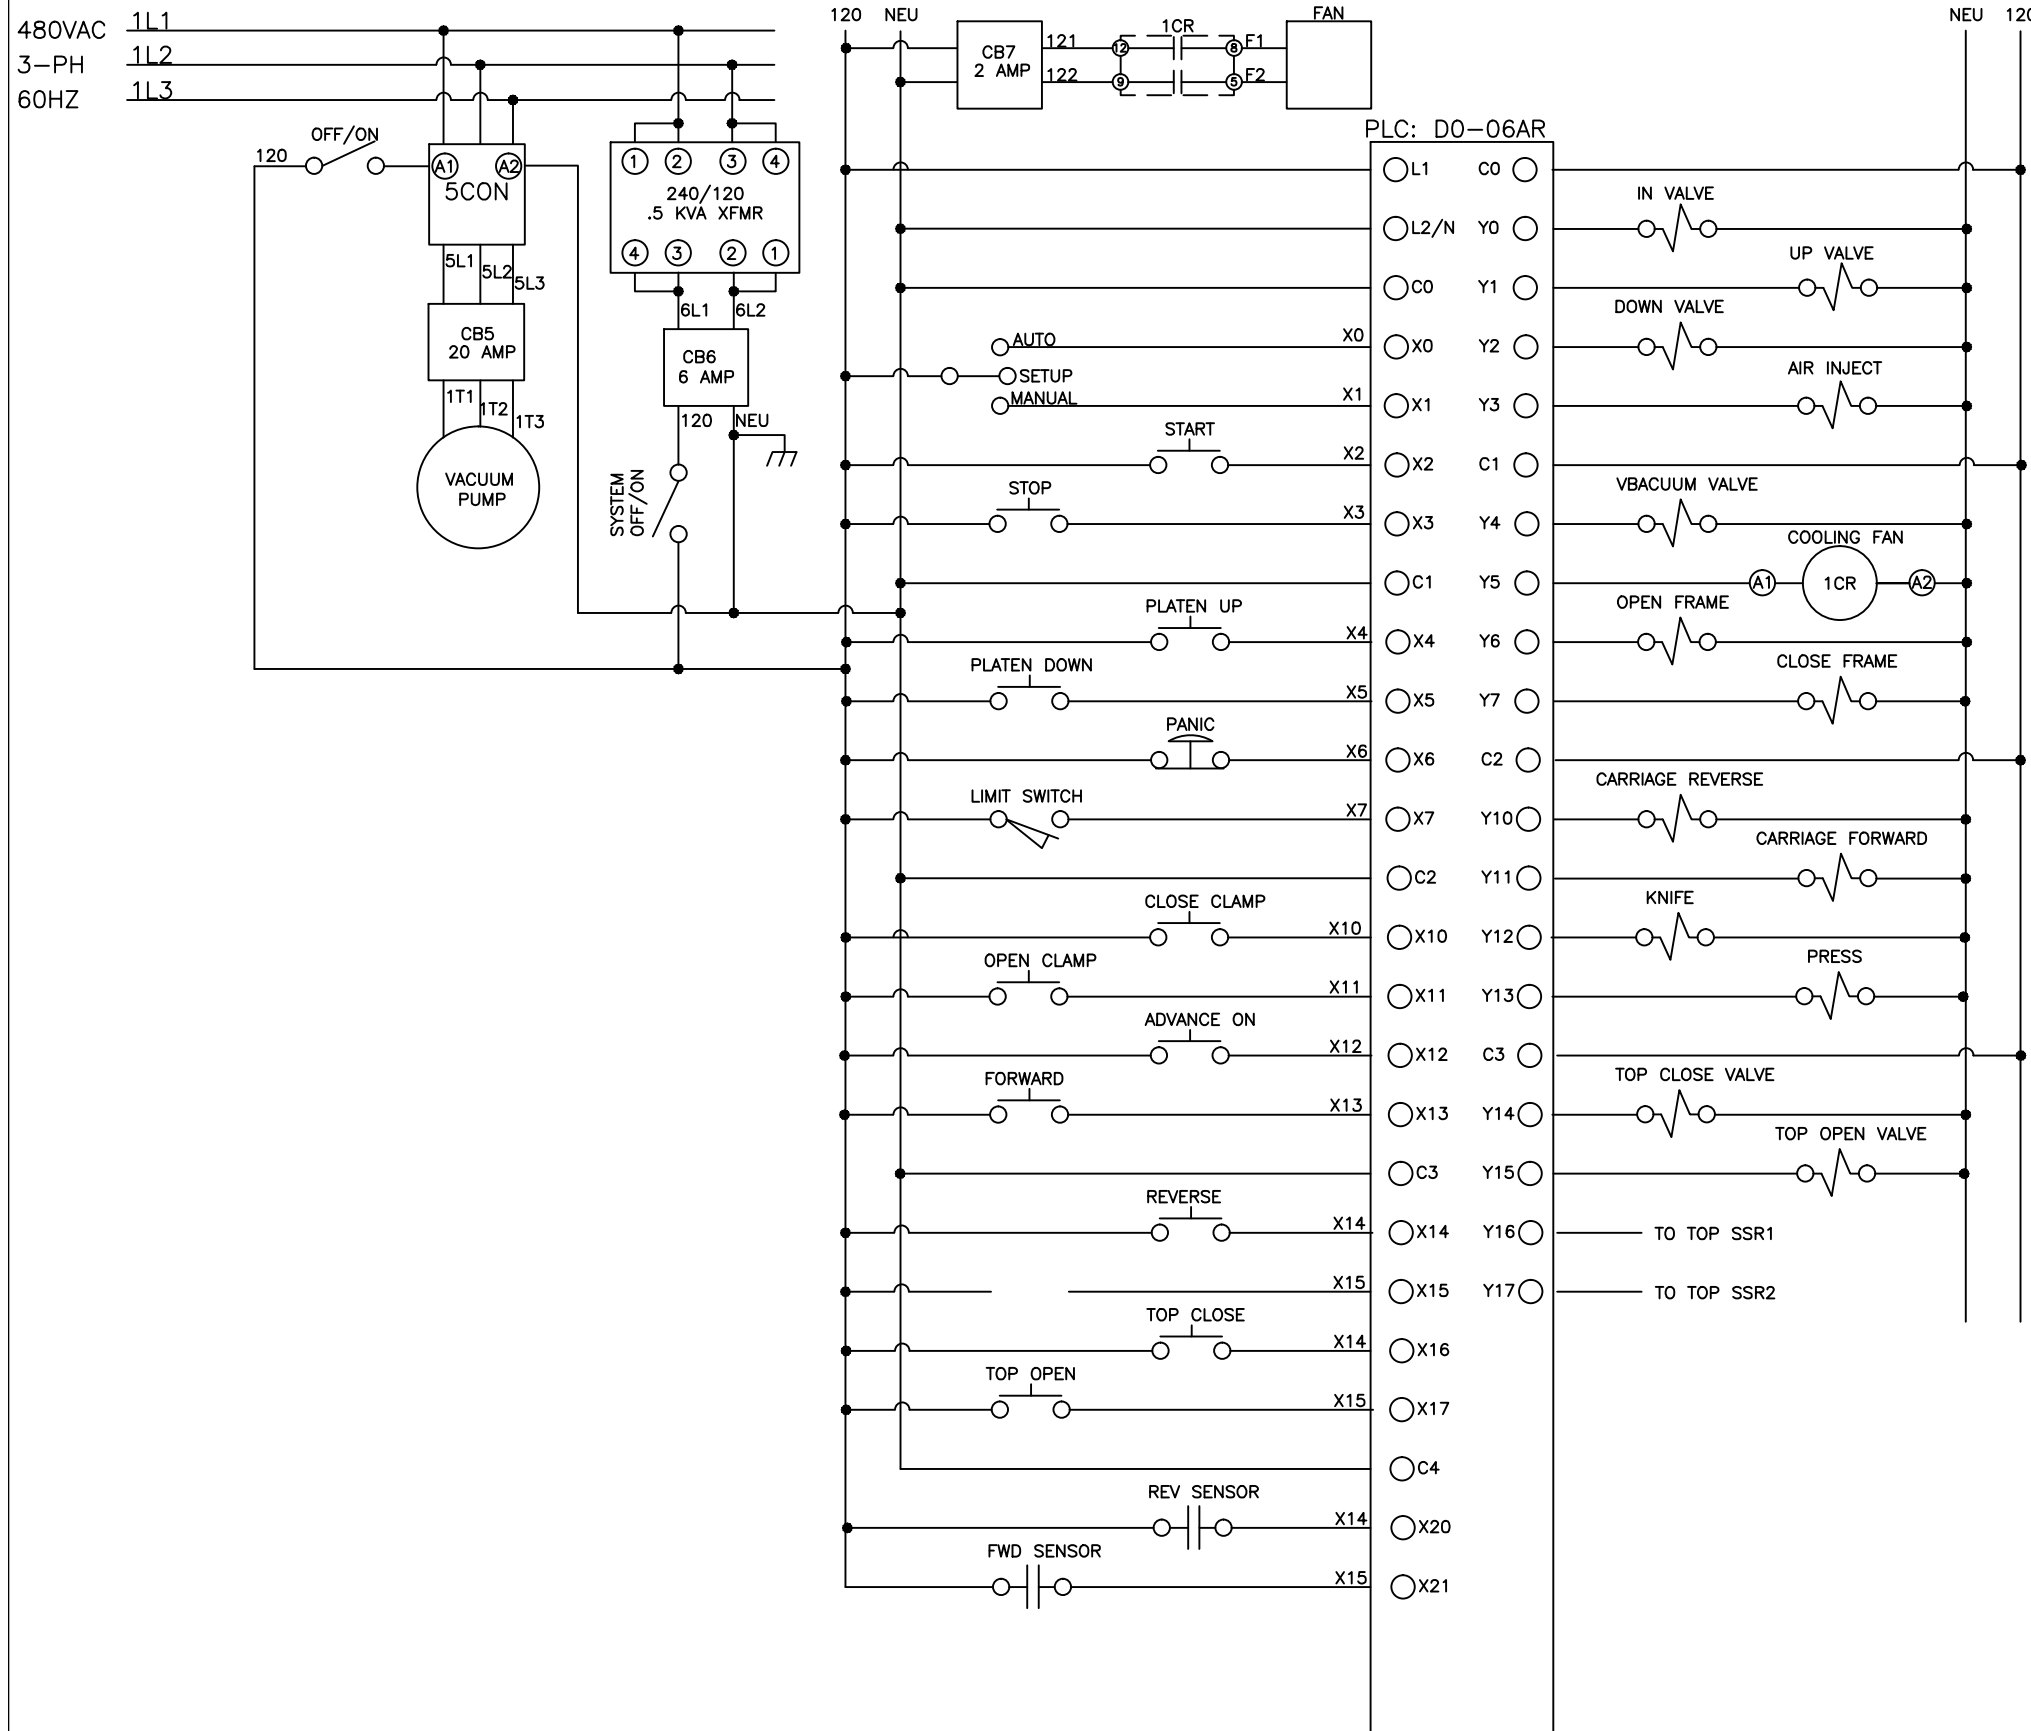 480VAC 1L1
3-PH 1L2
60HZ 1L3
OFF/ON
120
A1 A2
5CON
5L1 5L2 5L3
CB5
20 AMP
1T1 1T2 1T3
VACUUM
PUMP
1 2 3 4
240/120
.5 KVA XFMR
4 3 2 1
6L1 6L2
CB6
6 AMP
120 NEU
SYSTEM
OFF/ON
120 NEU
CB7
2 AMP
121
122
1CR
12 8
9 5
F1
F2
FAN
NEU 120
PLC: D0-06AR
L1 C0
IN VALVE
L2/N Y0
UP VALVE
C0 Y1
DOWN VALVE
AUTO X0 X0 Y2
SETUP
AIR INJECT
MANUAL X1 X1 Y3
START
X2 X2 C1
STOP
VBACUUM VALVE
X3 X3 Y4
COOLING FAN
C1 Y5 A1 1CR A2
PLATEN UP
OPEN FRAME
X4 X4 Y6
PLATEN DOWN
CLOSE FRAME
X5 X5 Y7
PANIC
X6 X6 C2
LIMIT SWITCH
CARRIAGE REVERSE
X7 X7 Y10
CARRIAGE FORWARD
C2 Y11
CLOSE CLAMP
KNIFE
X10 X10 Y12
OPEN CLAMP
PRESS
X11 X11 Y13
ADVANCE ON
X12 X12 C3
FORWARD
TOP CLOSE VALVE
X13 X13 Y14
TOP OPEN VALVE
C3 Y15
REVERSE
X14 X14 Y16 TO TOP SSR1
X15 X15 Y17 TO TOP SSR2
TOP CLOSE
X14 X16
TOP OPEN
X15 X17
C4
REV SENSOR
X14 X20
FWD SENSOR
X15 X21